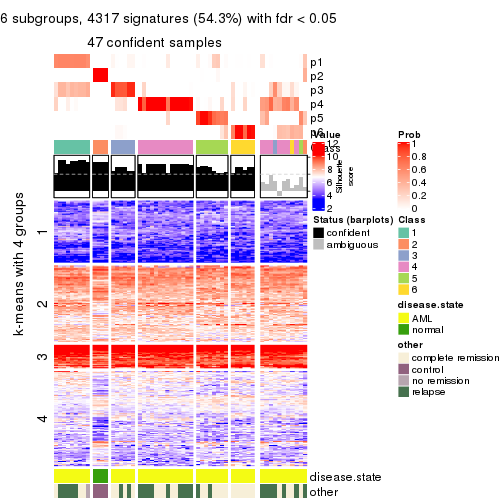 6 subgroups, 4317 signatures (54.3%) with fdr < 0.05
47 confident samples
p1
p2
p3
p4
p5
p6
Class
Value
12
10
8
6
4
2
Silhouette
score
Prob
1
0.8
0.6
0.4
0.2
0
Status (barplots)
confident
ambiguous
Class
1
2
3
4
5
6
disease.state
AML
normal
other
complete remission
control
no remission
relapse
k-means with 4 groups
1
2
3
4
disease.state
other